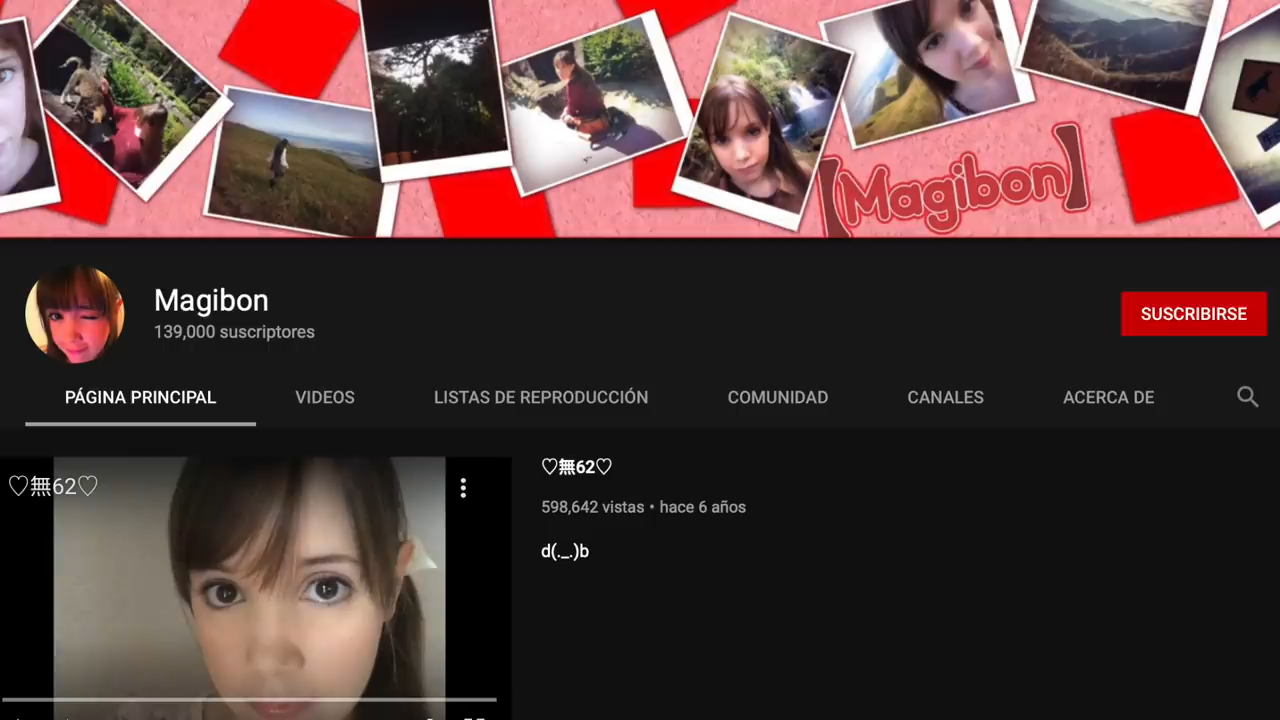 【Magibon】
Magibon
139,000 suscriptores
SUSCRIBIRSE
PÁGINA PRINCIPAL
VIDEOS
LISTAS DE REPRODUCCIÓN
COMUNIDAD
CANALES
ACERCA DE
♡無62♡
♡無62♡
598,642 vistas • hace 6 años
d(._.)b